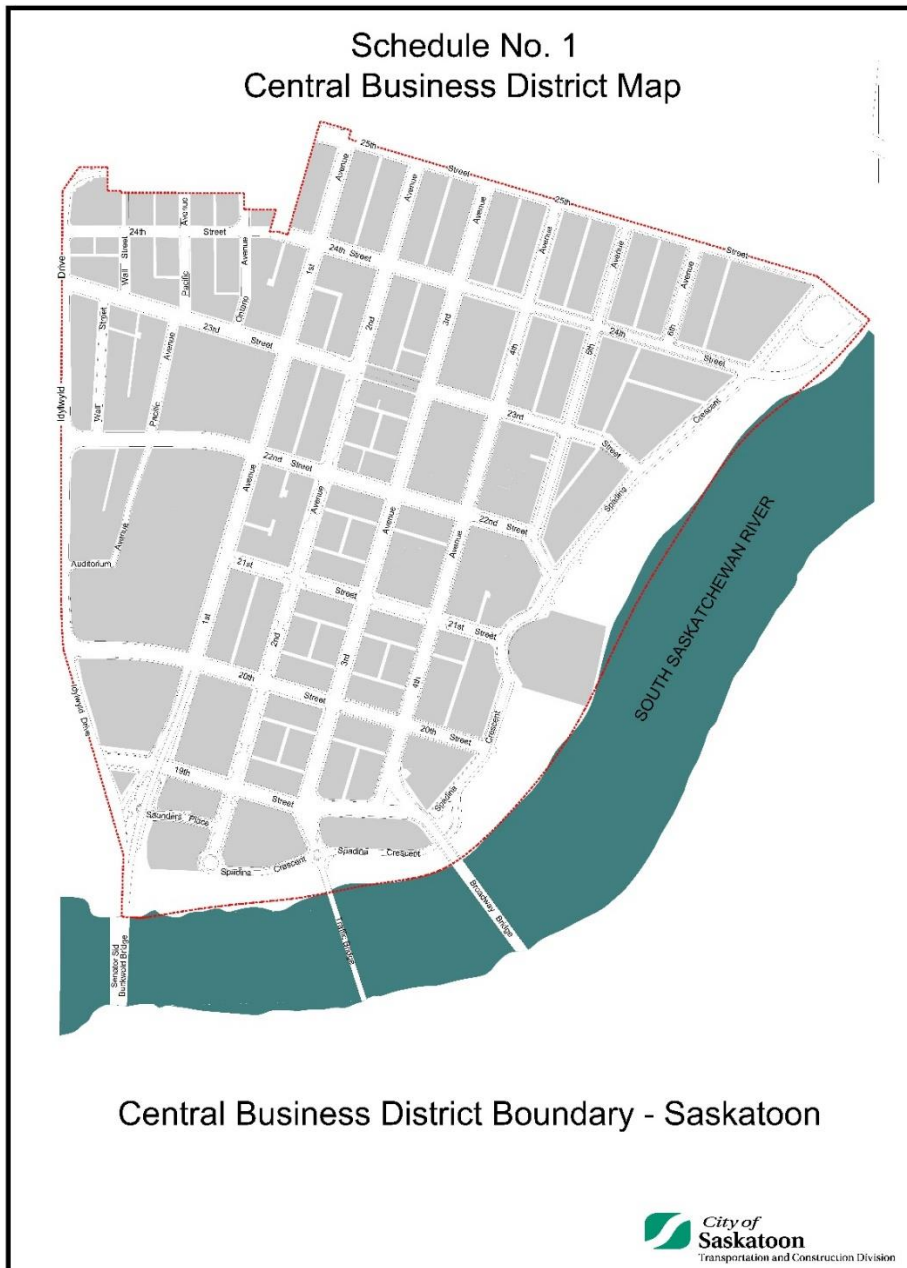 Schedule No. 1
Central Business District Map
25th
Street
25th
Street
Avenue
Avenue
Avenue
Avenue
Avenue
Avenue
Avenue
Avenue
24th
Street
24th Street
24th
Street
Drive
Wall Street
Pacific
Ontario
1st
2nd
3rd
4th
5th
6th
23rd
Street
23rd
Street
Idylwyld
Wall
Street
Pacific
Avenue
Crescent
Spadina
22nd
Street
22nd
Street
Avenue
Avenue
Avenue
Avenue
Auditorium
Avenue
21st
Street
21st
Street
SOUTH SASKATCHEWAN RIVER
1st
2nd
3rd
4th
20th
Street
20th
Street
Idylwyld Drive
Crescent
Spadina
19th
Street
Saunders Place
Spadina
Crescent
Spadina Crescent
Senator Sid
Burkwold Bridge
Traffic Bridge
Broadway Bridge
Central Business District Boundary - Saskatoon
City of
Saskatoon
Transportation and Construction Division